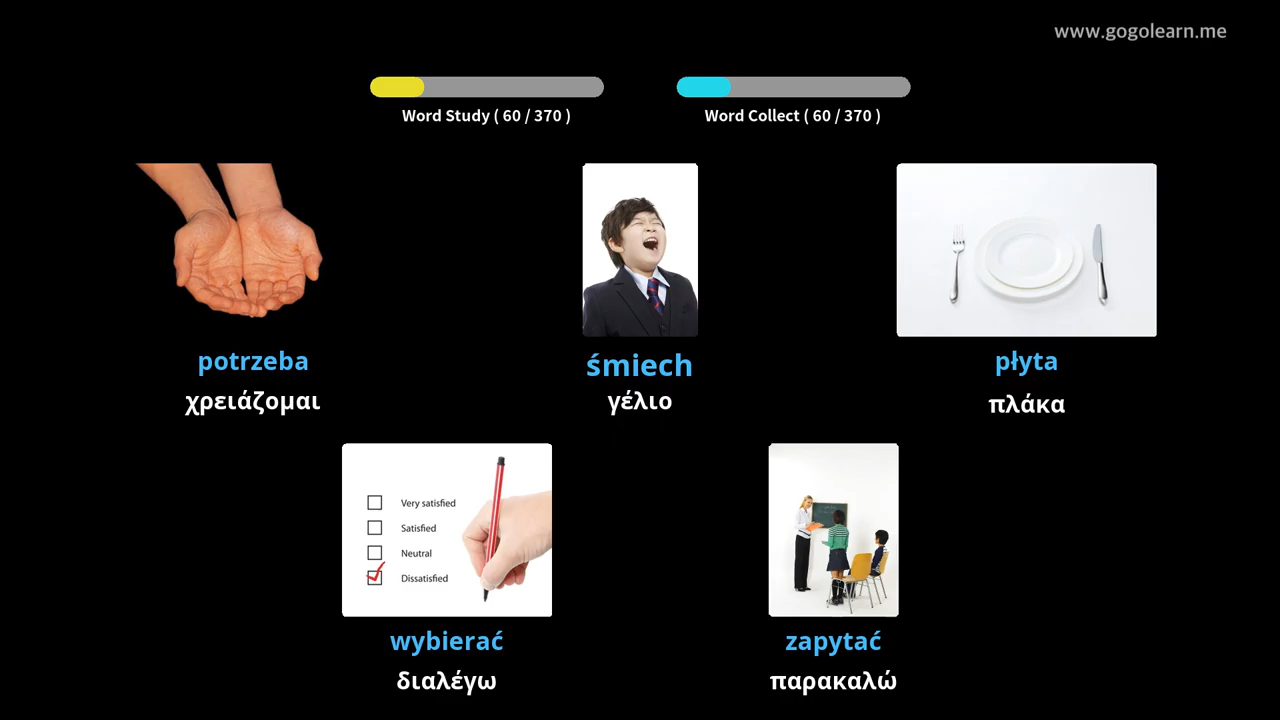 www.gogolearn.me
Word Study ( 60 / 370 )
Word Collect ( 60 / 370 )
potrzeba
χρειάζομαι
śmiech
γέλιο
płyta
πλάκα
Very satisfied
Satisfied
Neutral
Dissatisfied
wybierać
διαλέγω
zapytać
παρακαλώ